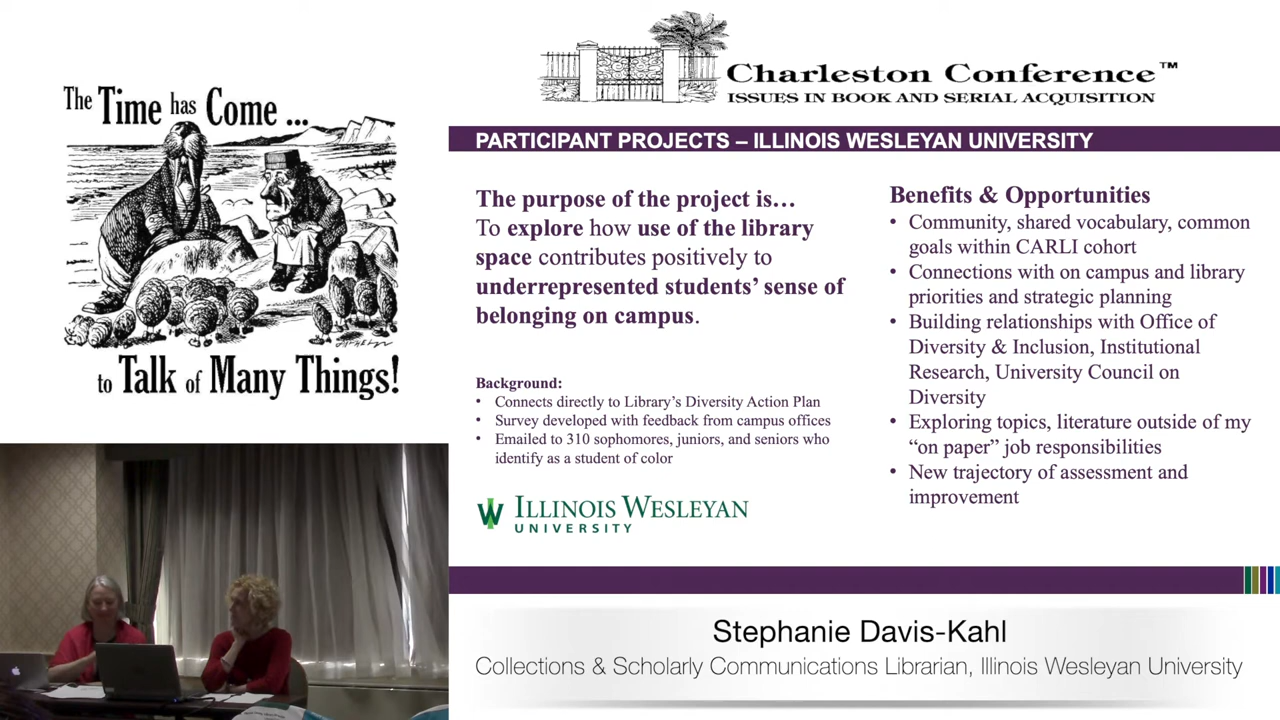 The Time has Come ...
to Talk of Many Things!
Charleston Conference™
ISSUES IN BOOK AND SERIAL ACQUISITION
PARTICIPANT PROJECTS – ILLINOIS WESLEYAN UNIVERSITY
The purpose of the project is…
To explore how use of the library
space contributes positively to
underrepresented students’ sense of
belonging on campus.
Background:
• Connects directly to Library’s Diversity Action Plan
• Survey developed with feedback from campus offices
• Emailed to 310 sophomores, juniors, and seniors who
identify as a student of color
ILLINOIS WESLEYAN
UNIVERSITY
Benefits & Opportunities
• Community, shared vocabulary, common
goals within CARLI cohort
• Connections with on campus and library
priorities and strategic planning
• Building relationships with Office of
Diversity & Inclusion, Institutional
Research, University Council on
Diversity
• Exploring topics, literature outside of my
“on paper” job responsibilities
• New trajectory of assessment and
improvement
Stephanie Davis-Kahl
Collections & Scholarly Communications Librarian, Illinois Wesleyan University